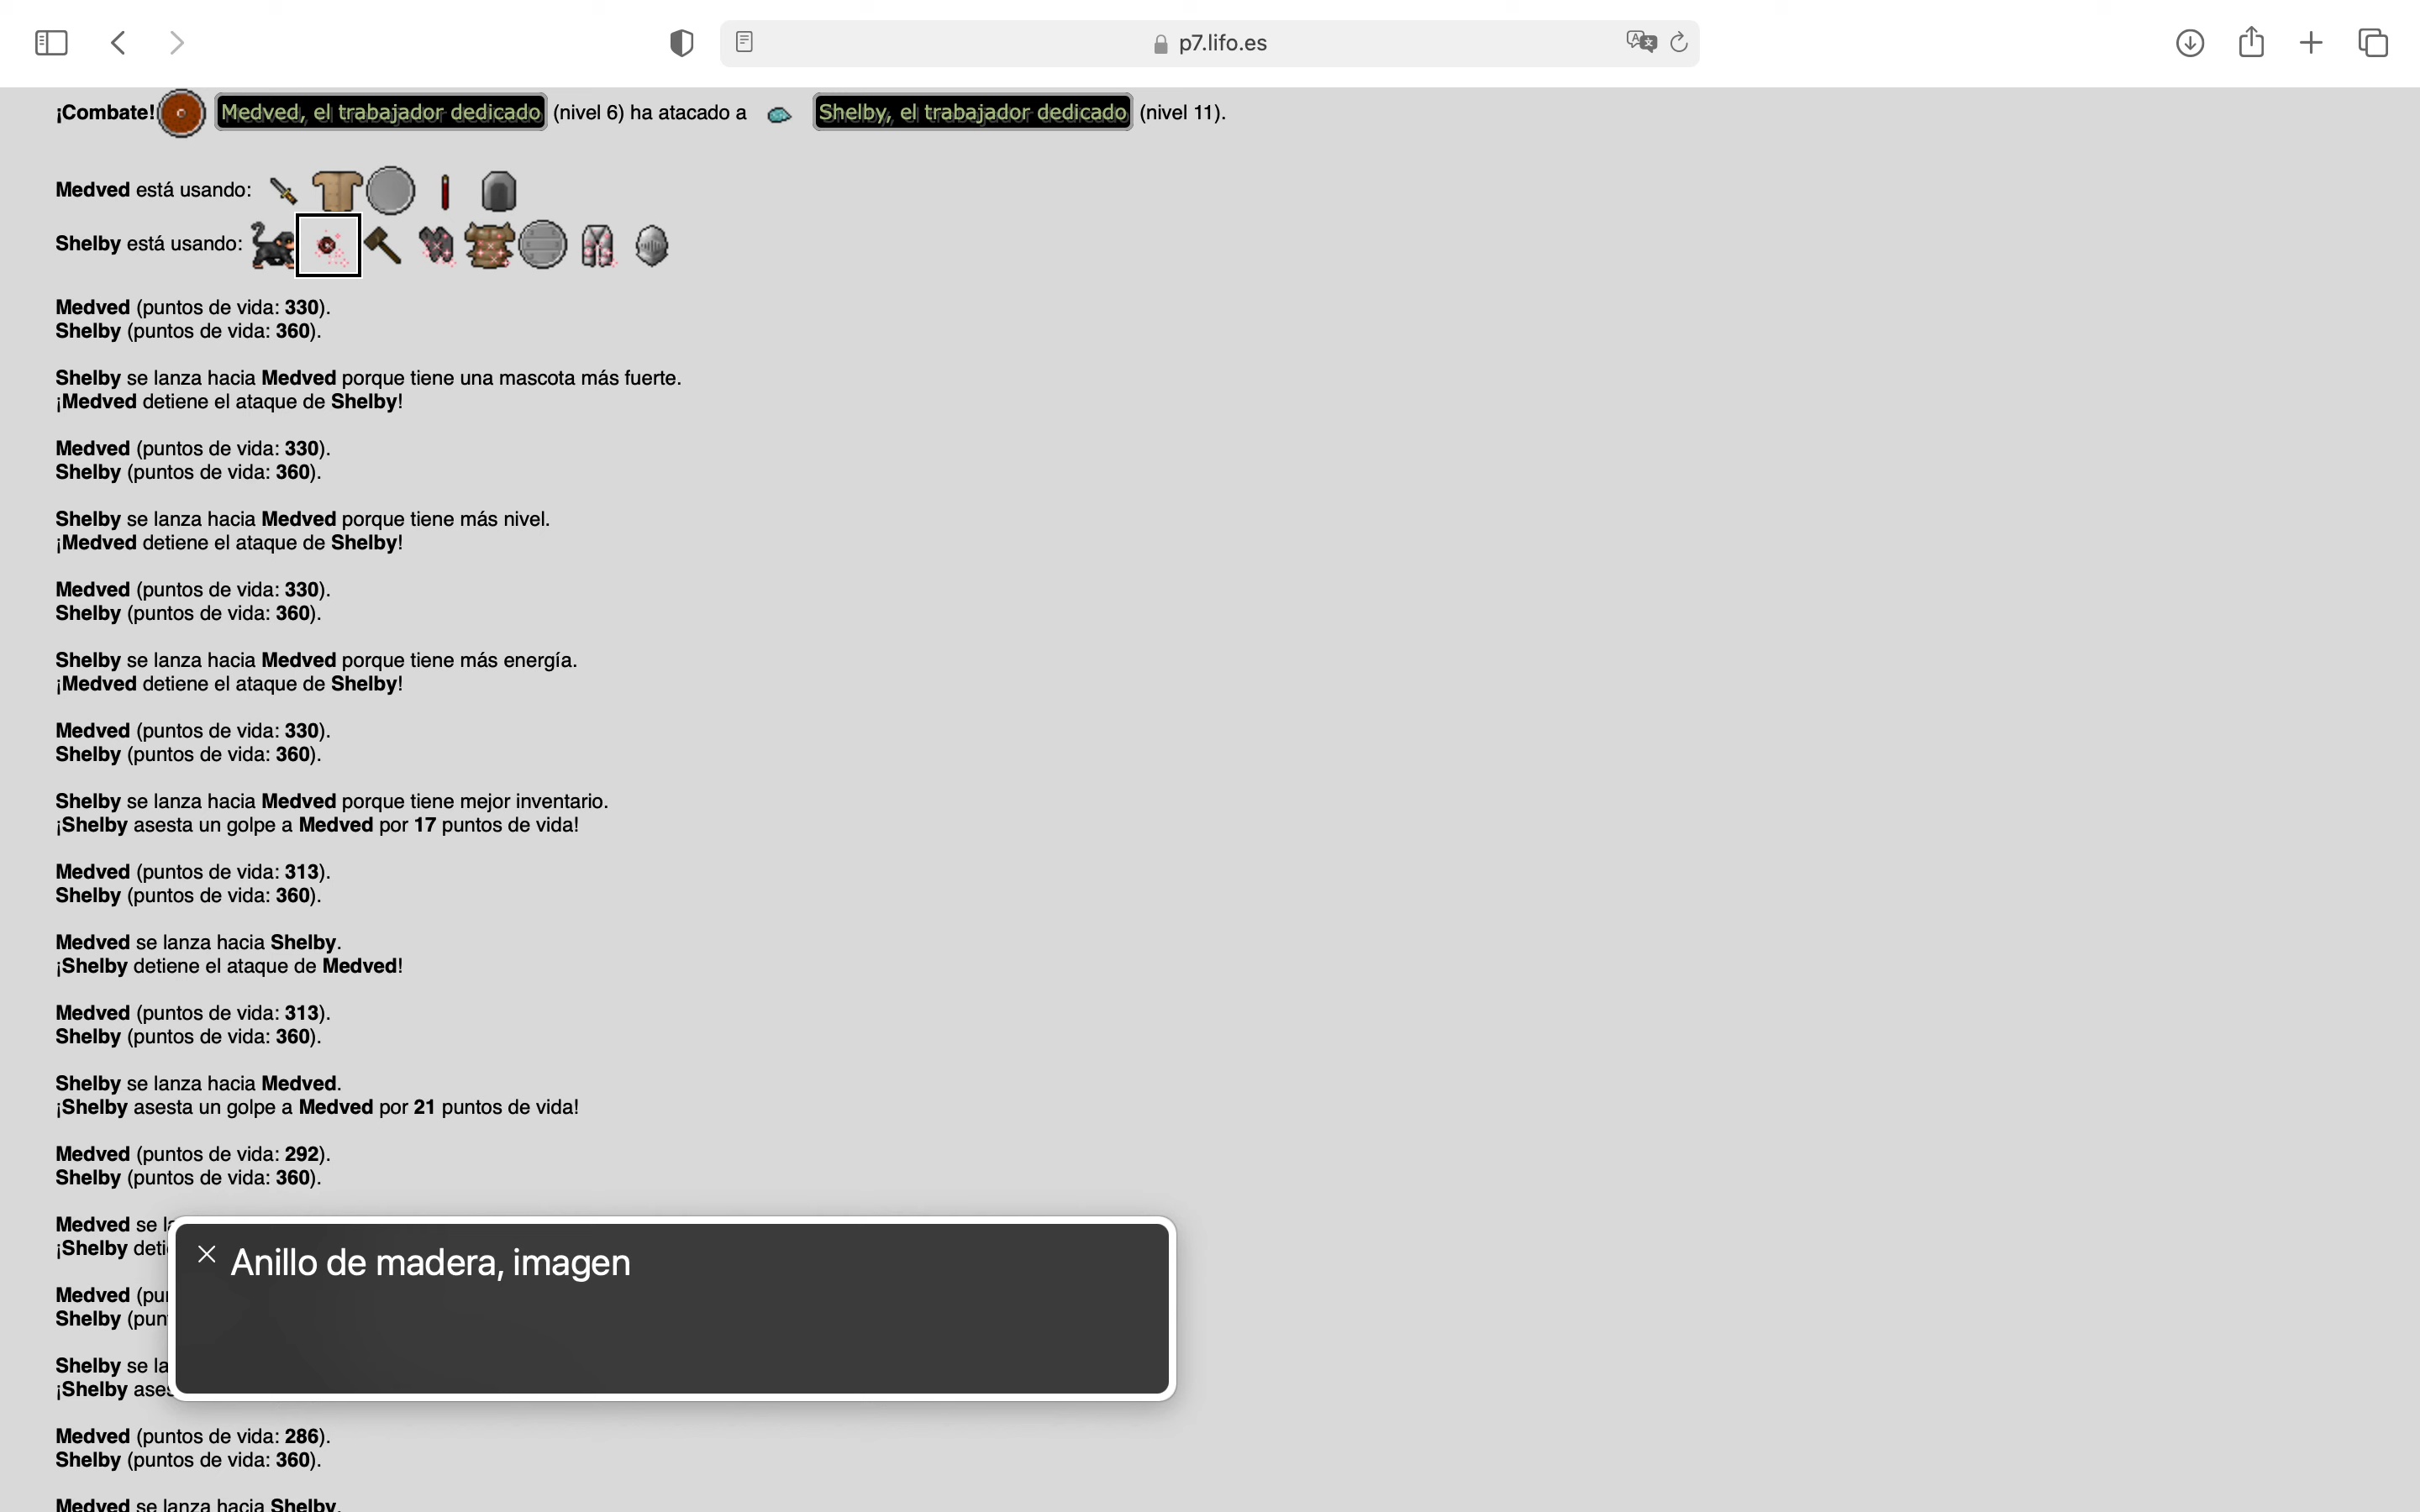 p7.lifo.es
¡Combate! Medved, el trabajador dedicado (nivel 6) ha atacado a Shelby, el trabajador dedicado (nivel 11).
Medved está usando:
Shelby está usando:
Medved (puntos de vida: 330).
Shelby (puntos de vida: 360).
Shelby se lanza hacia Medved porque tiene una mascota más fuerte.
¡Medved detiene el ataque de Shelby!
Medved (puntos de vida: 330).
Shelby (puntos de vida: 360).
Shelby se lanza hacia Medved porque tiene más nivel.
¡Medved detiene el ataque de Shelby!
Medved (puntos de vida: 330).
Shelby (puntos de vida: 360).
Shelby se lanza hacia Medved porque tiene más energía.
¡Medved detiene el ataque de Shelby!
Medved (puntos de vida: 330).
Shelby (puntos de vida: 360).
Shelby se lanza hacia Medved porque tiene mejor inventario.
¡Shelby asesta un golpe a Medved por 17 puntos de vida!
Medved (puntos de vida: 313).
Shelby (puntos de vida: 360).
Medved se lanza hacia Shelby.
¡Shelby detiene el ataque de Medved!
Medved (puntos de vida: 313).
Shelby (puntos de vida: 360).
Shelby se lanza hacia Medved.
¡Shelby asesta un golpe a Medved por 21 puntos de vida!
Medved (puntos de vida: 292).
Shelby (puntos de vida: 360).
Medved se
¡Shelby
Medved
Shelby
Shelby se
¡Shelby
Anillo de madera, imagen
Medved (puntos de vida: 286).
Shelby (puntos de vida: 360).
Medved se lanza hacia Shelby.